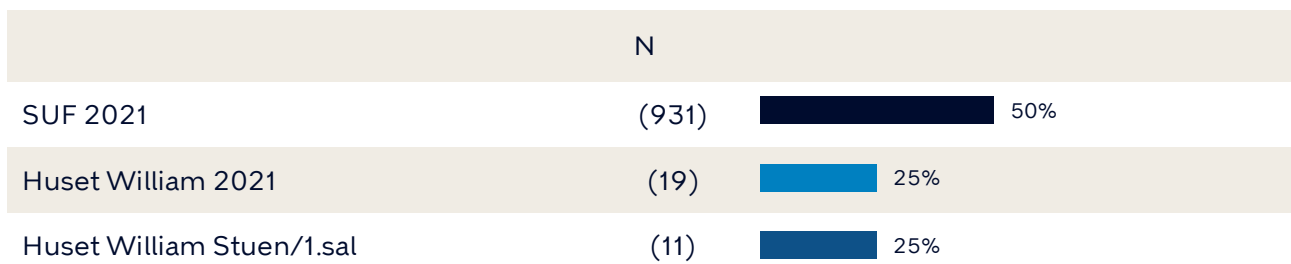 N
SUF 2021 (931) 50%
Huset William 2021 (19) 25%
Huset William Stuen/1.sal (11) 25%